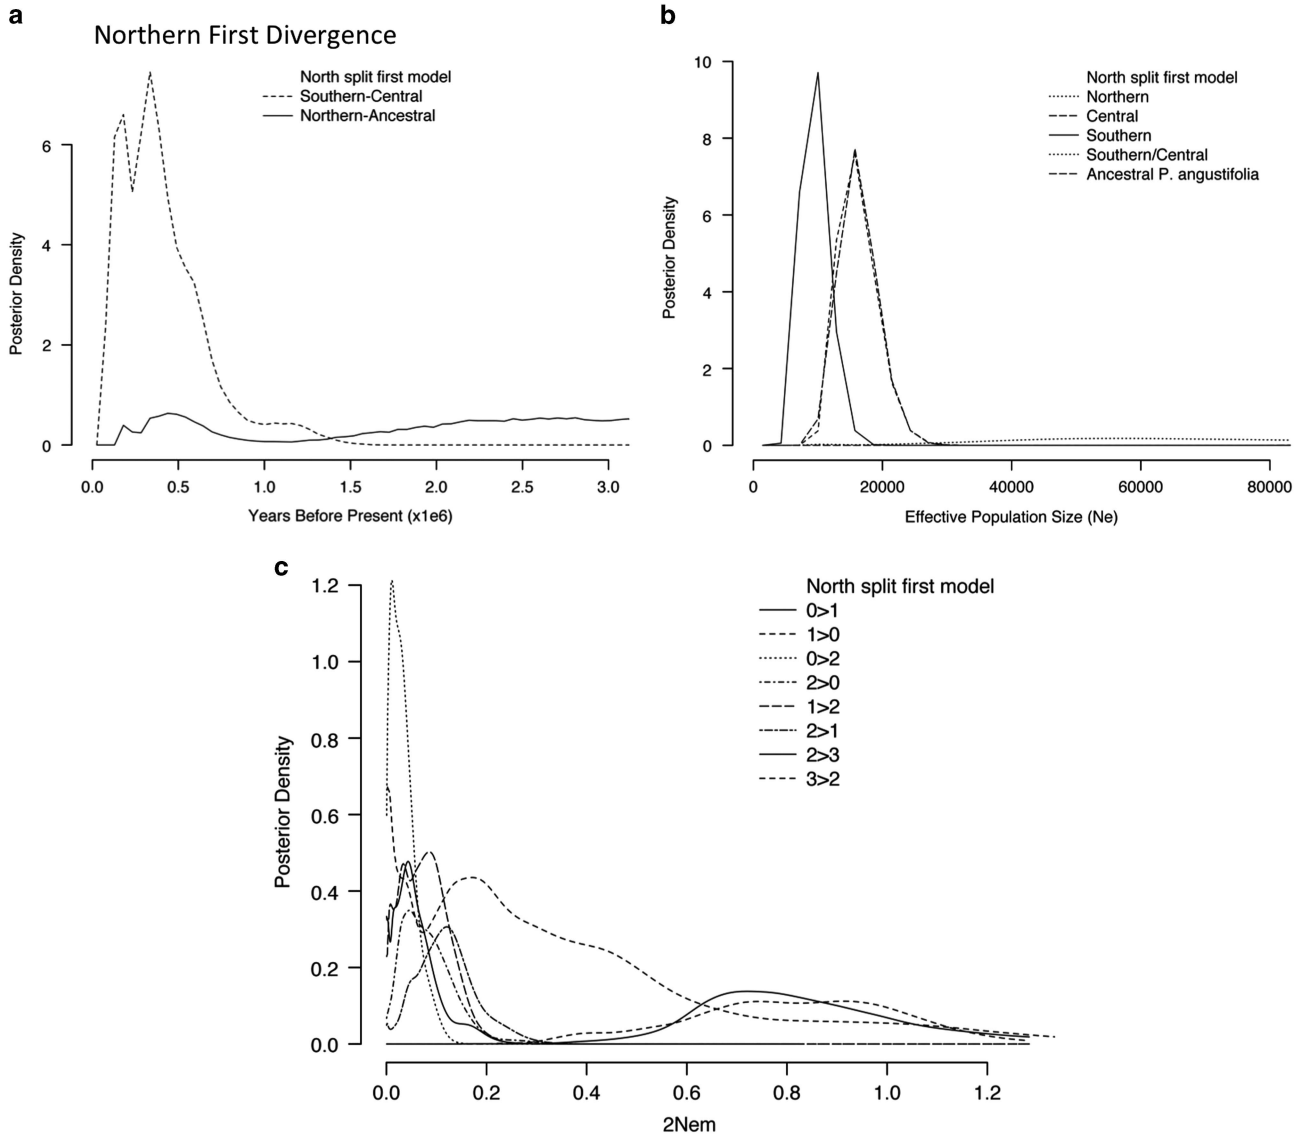 a
Northern First Divergence
North split first model
Southern-Central
Northern-Ancestral
Posterior Density
6
4
2
0
0.0 0.5 1.0 1.5 2.0 2.5 3.0
Years Before Present (x1e6)
b
North split first model
Northern
Central
Southern
Southern/Central
Ancestral P. angustifolia
Posterior Density
10
8
6
4
2
0
0 20000 40000 60000 80000
Effective Population Size (Ne)
c
North split first model
0>1
1>0
0>2
2>0
1>2
2>1
2>3
3>2
Posterior Density
1.2
1.0
0.8
0.6
0.4
0.2
0.0
0.0 0.2 0.4 0.6 0.8 1.0 1.2
2Nem